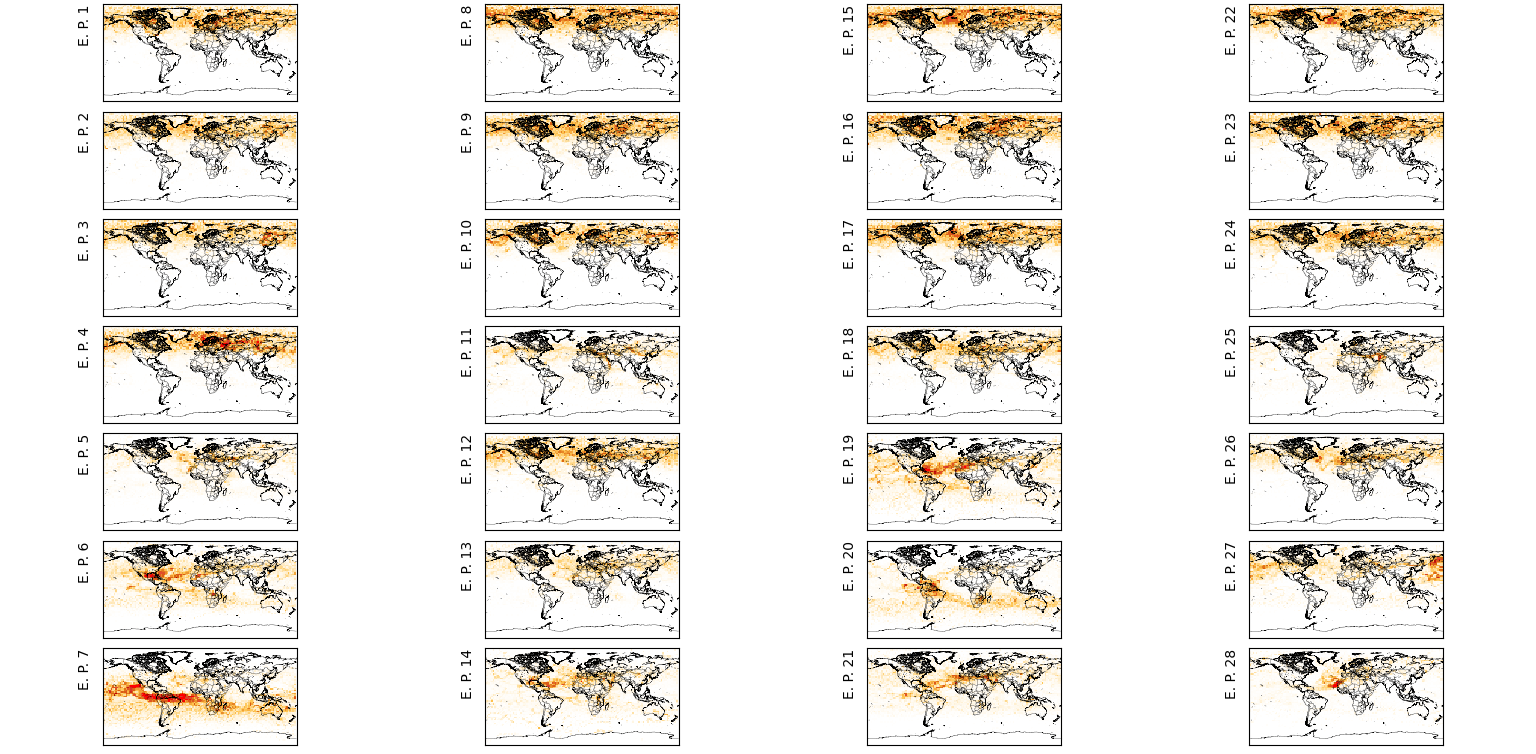 E. P. 1
E. P. 8
E. P. 15
E. P. 22
E. P. 2
E. P. 9
E. P. 16
E. P. 23
E. P. 3
E. P. 10
E. P. 17
E. P. 24
E. P. 4
E. P. 11
E. P. 18
E. P. 25
E. P. 5
E. P. 12
E. P. 19
E. P. 26
E. P. 6
E. P. 13
E. P. 20
E. P. 27
E. P. 7
E. P. 14
E. P. 21
E. P. 28